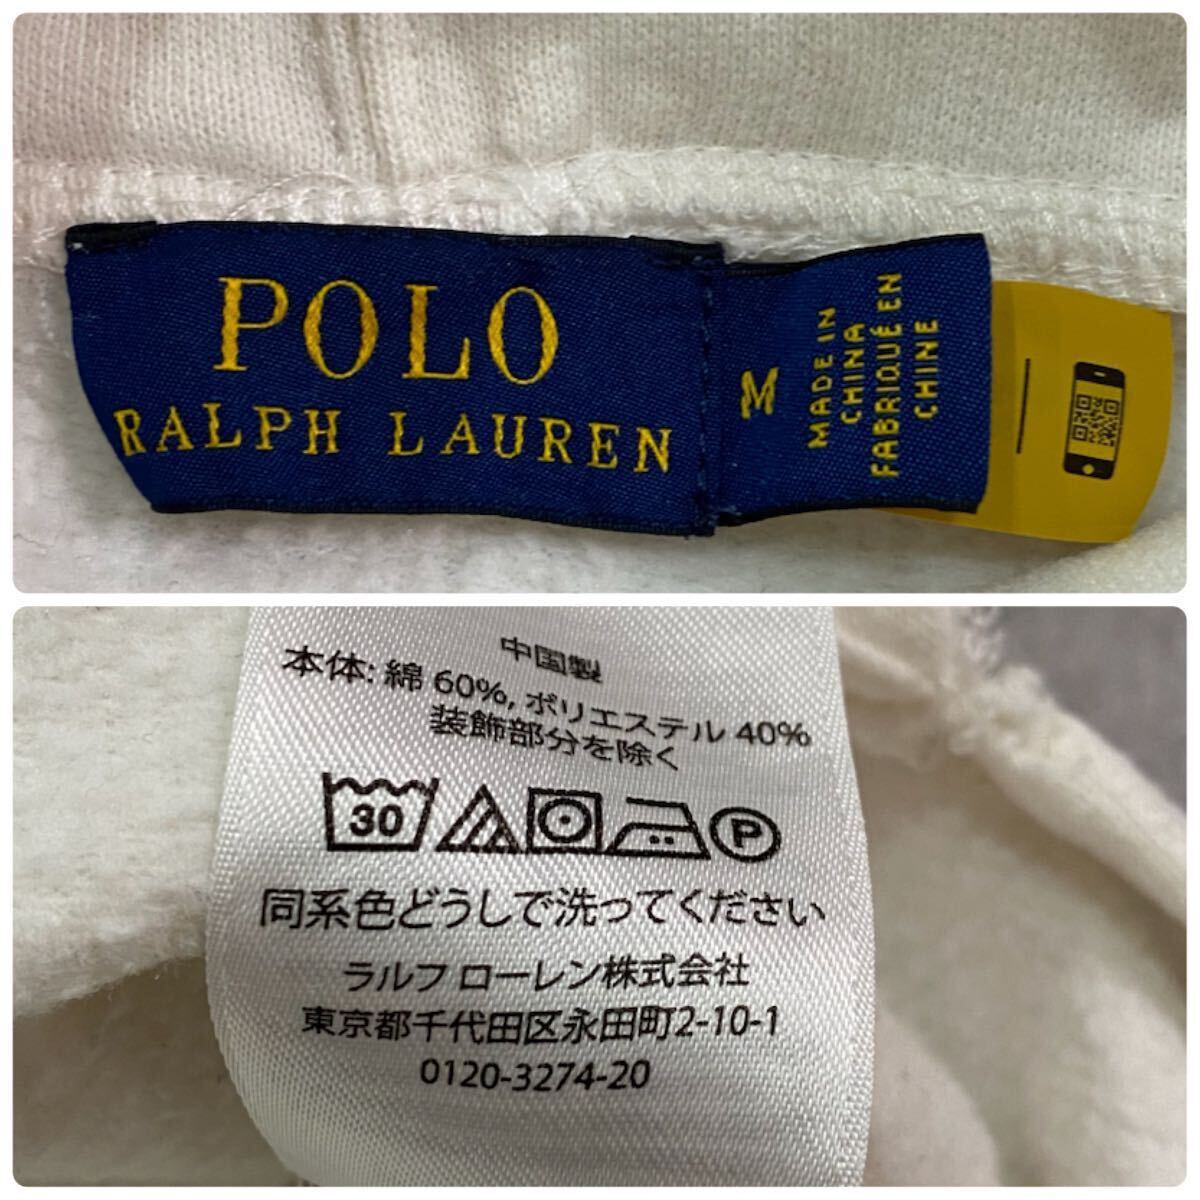 POLO
RALPH LAUREN
M
MADE IN
CHINA
FABRIQUÉ EN
CHINE
中国製
本体: 綿 60%, ポリエステル 40%
装飾部分を除く
30
P
同系色どうしで洗ってください
ラルフ ローレン株式会社
東京都千代田区永田町2-10-1
0120-3274-20